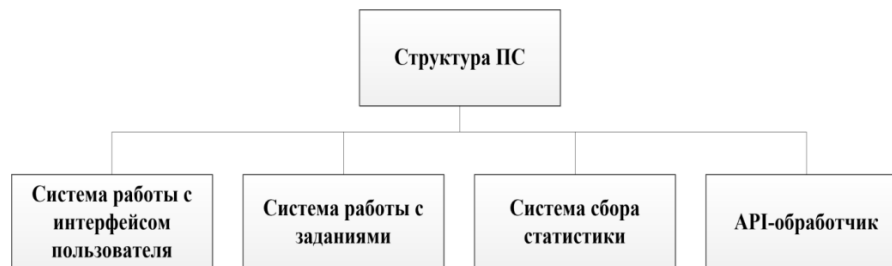 Структура ПС
Система работы с
интерфейсом
пользователя
Система работы с
заданиями
Система сбора
статистики
API-обработчик